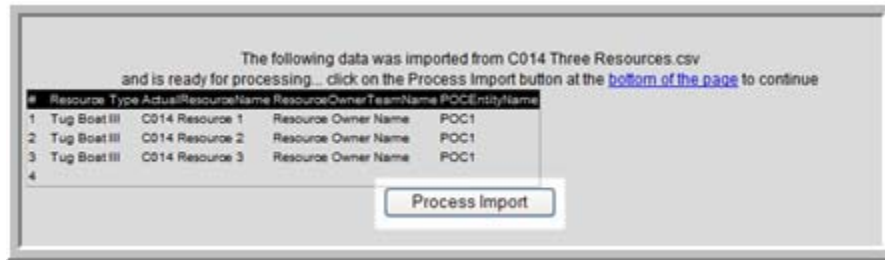 The following data was imported from C014 Three Resources.csv
and is ready for processing... click on the Process Import button at the bottom of the page to continue
# Resource Type ActualResourceName ResourceOwnerTeamName POCEntityName
1 Tug Boat III C014 Resource 1 Resource Owner Name POC1
2 Tug Boat III C014 Resource 2 Resource Owner Name POC1
3 Tug Boat III C014 Resource 3 Resource Owner Name POC1
4
Process Import